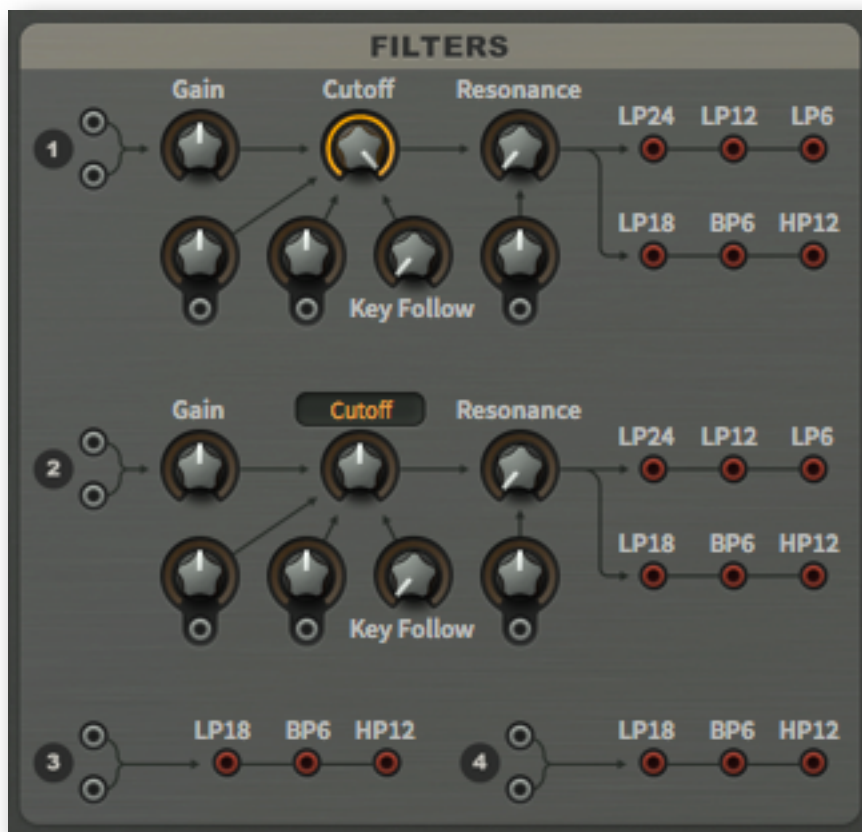 FILTERS
Gain Cutoff Resonance
LP24 LP12 LP6
1
LP18 BP6 HP12
Key Follow
Gain Cutoff Resonance
LP24 LP12 LP6
2
LP18 BP6 HP12
Key Follow
LP18 BP6 HP12 LP18 BP6 HP12
3 4